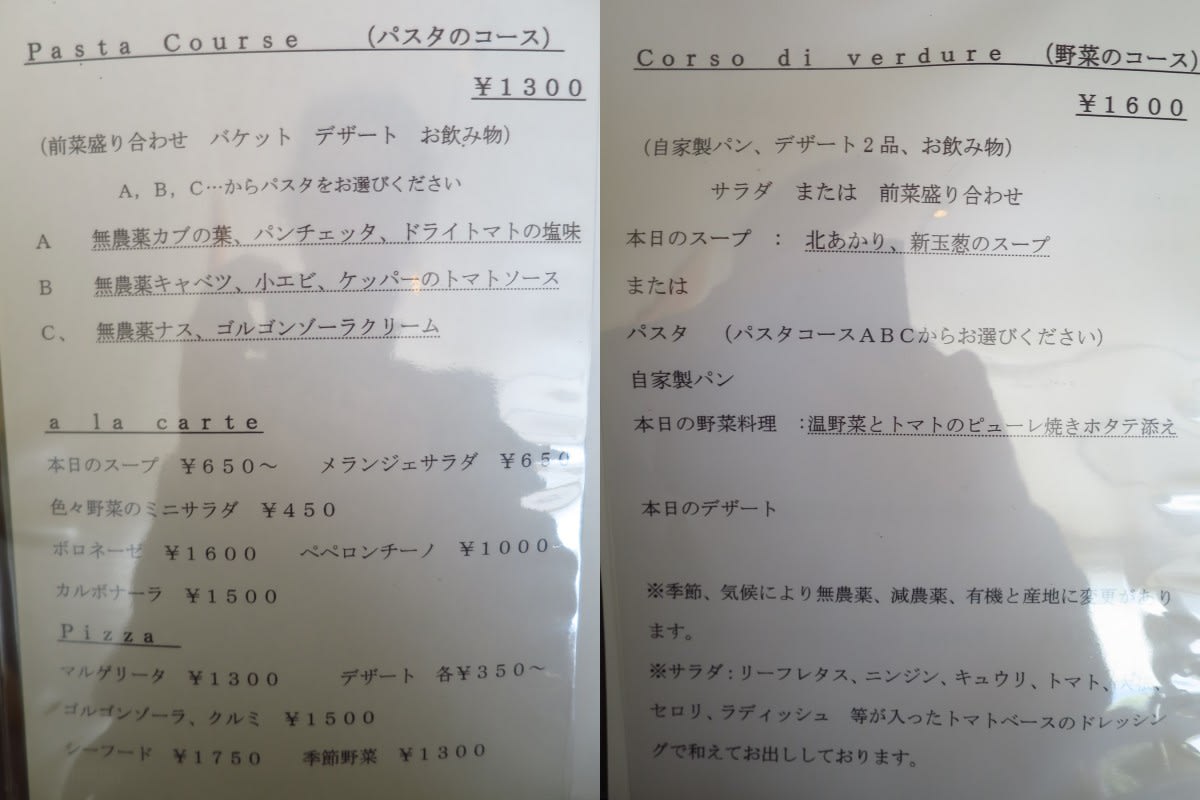 Pasta Course （パスタのコース）
￥1300
（前菜盛り合わせ バケット デザート お飲み物）
A，B，C…からパスタをお選びください
A 無農薬カブの葉、パンチェッタ、ドライトマトの塩味
B 無農薬キャベツ、小エビ、ケッパーのトマトソース
C、 無農薬ナス、ゴルゴンゾーラクリーム
a la carte
本日のスープ ￥650～ メランジェサラダ ￥650
色々野菜のミニサラダ ￥450
ボロネーゼ ￥1600 ペペロンチーノ ￥1000
カルボナーラ ￥1500
Pizza
マルゲリータ ￥1300 デザート 各￥350～
ゴルゴンゾーラ、クルミ ￥1500
シーフード ￥1750 季節野菜 ￥1300
Corso di verdure （野菜のコース）
￥1600
（自家製パン、デザート2品、お飲み物）
サラダ または 前菜盛り合わせ
本日のスープ ： 北あかり、新玉葱のスープ
または
パスタ （パスタコースABCからお選びください）
自家製パン
本日の野菜料理 ：温野菜とトマトのピューレ焼きホタテ添え
本日のデザート
※季節、気候により無農薬、減農薬、有機と産地に変更があり
ます。
※サラダ：リーフレタス、ニンジン、キュウリ、トマト、
セロリ、ラディッシュ 等が入ったトマトベースのドレッシン
グで和えてお出ししております。